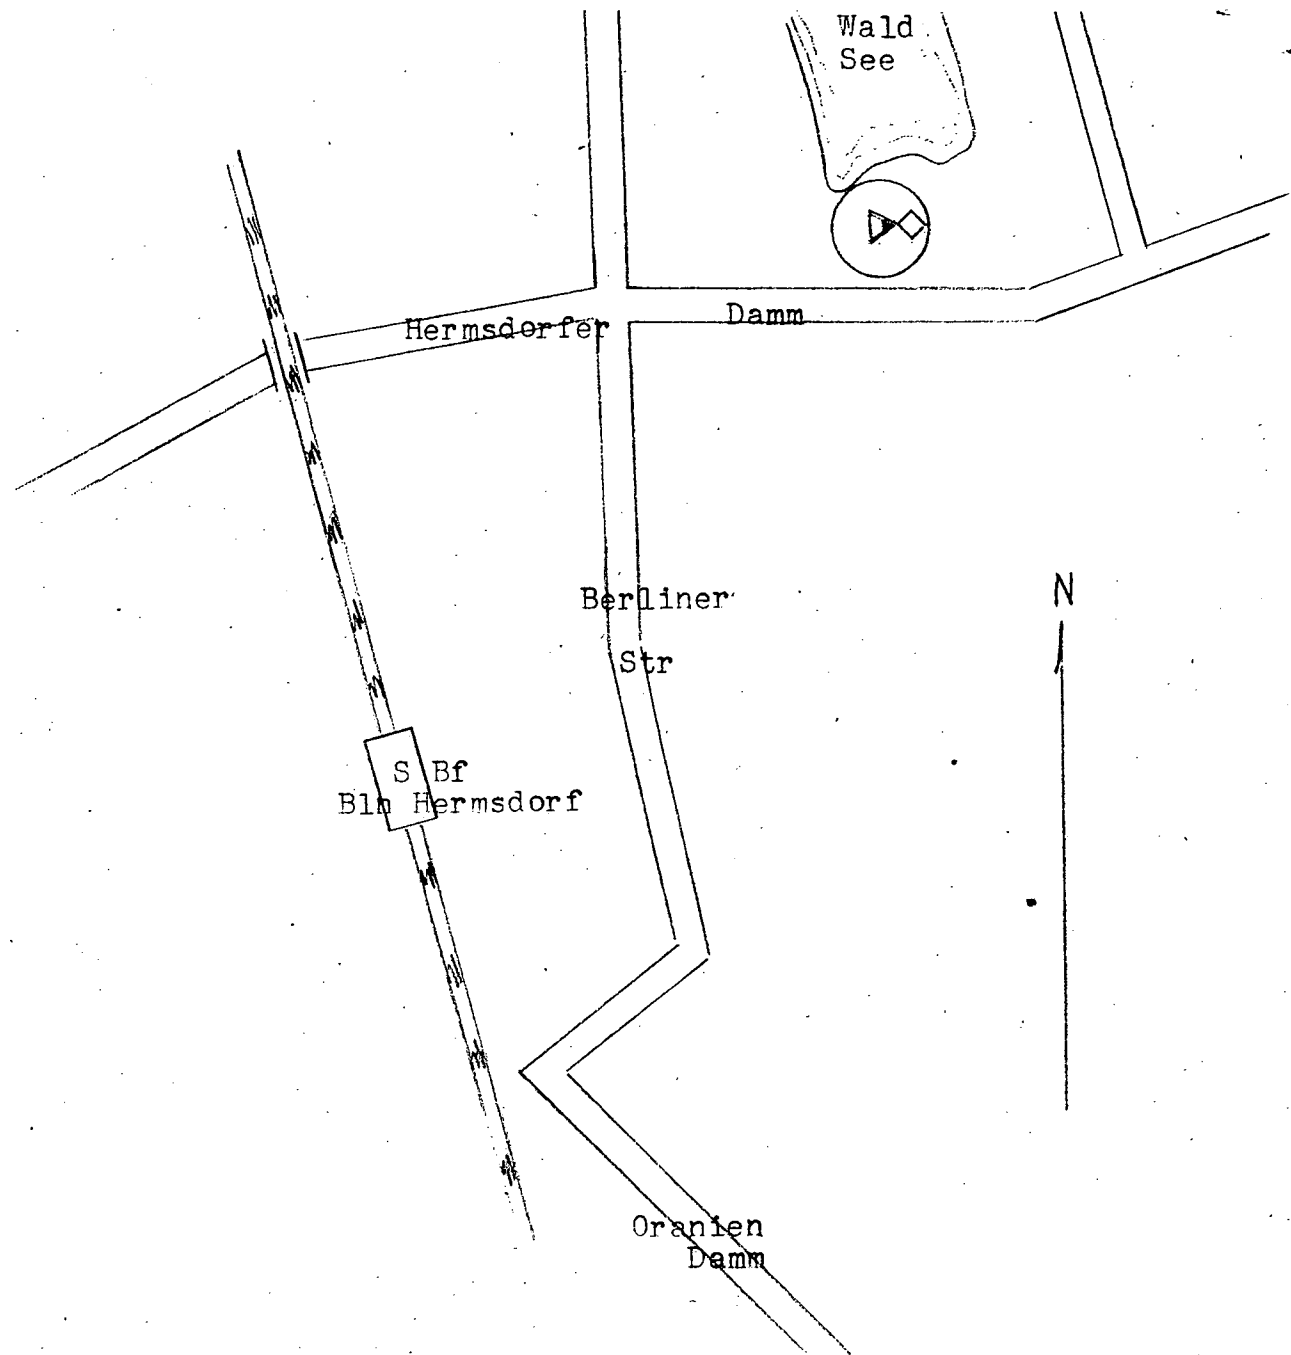 Wald
See
Hermsdorfer Damm
Berliner
Str
N
S Bf
Bln Hermsdorf
Oranien
Damm